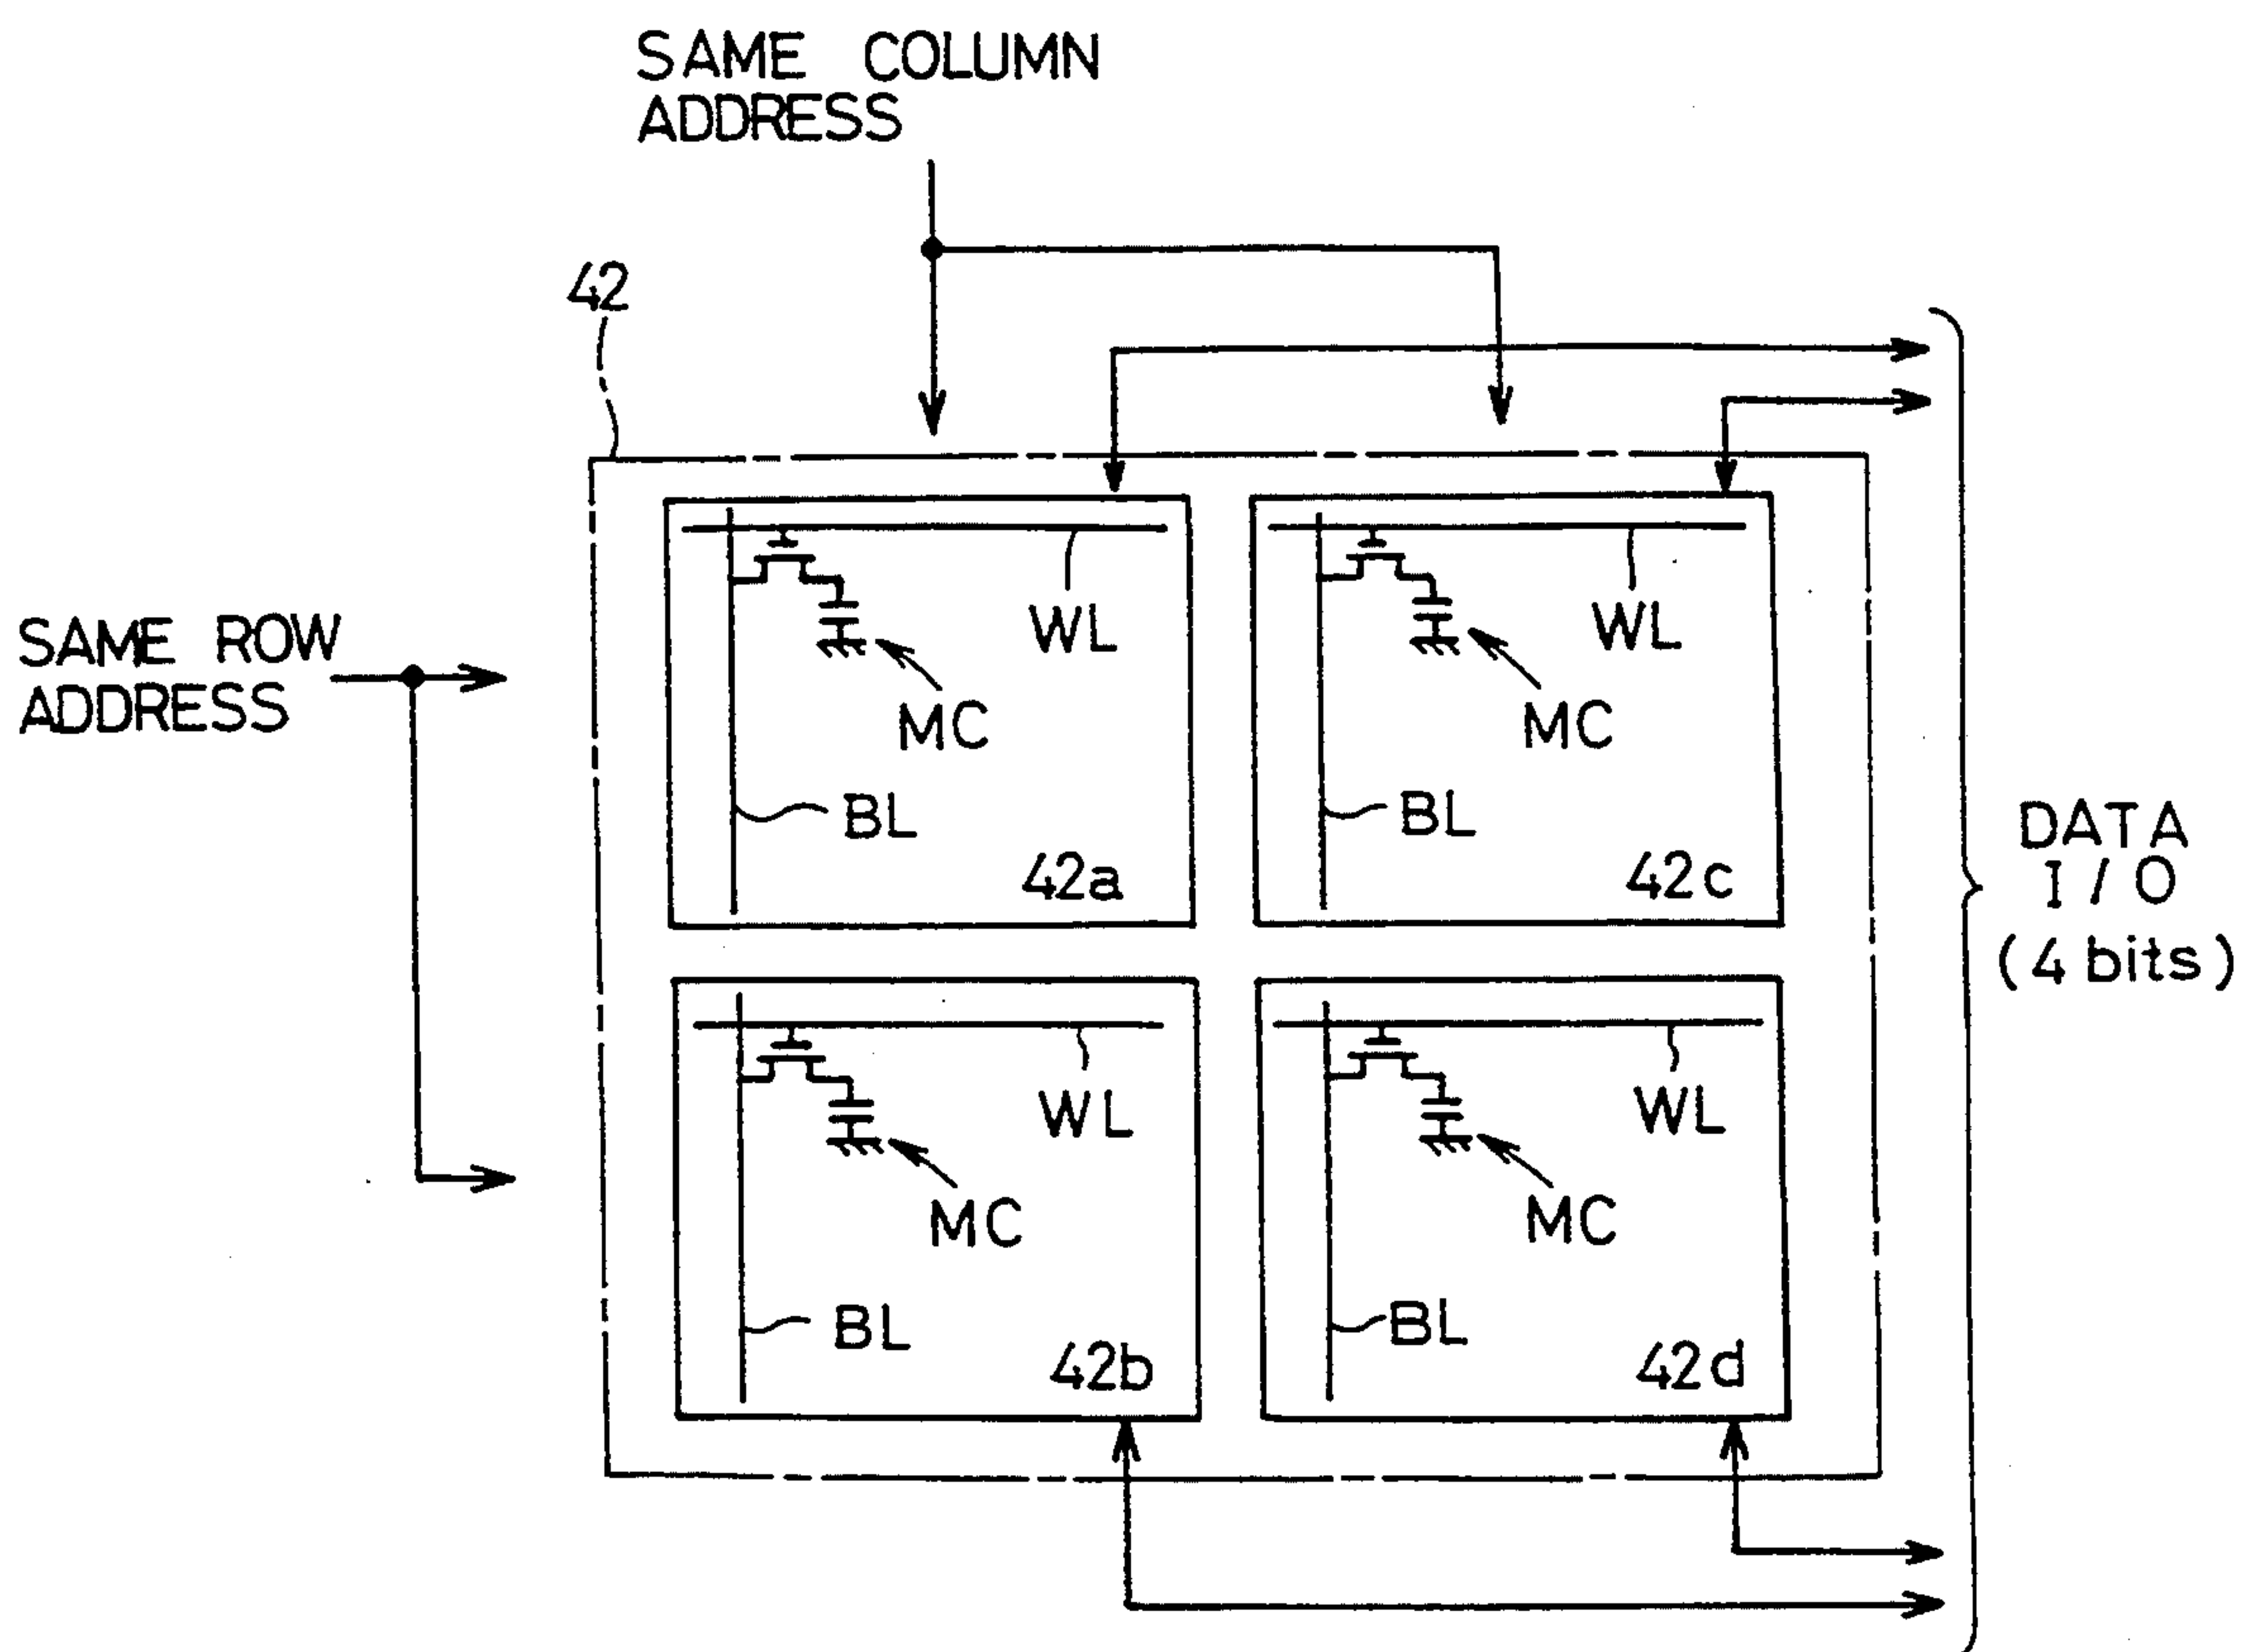 SAME COLUMN
ADDRESS
42
SAME ROW
ADDRESS
WL
MC
BL
42a
WL
MC
BL
42c
WL
MC
BL
42b
WL
MC
BL
42d
DATA
I/O
(4 bits)